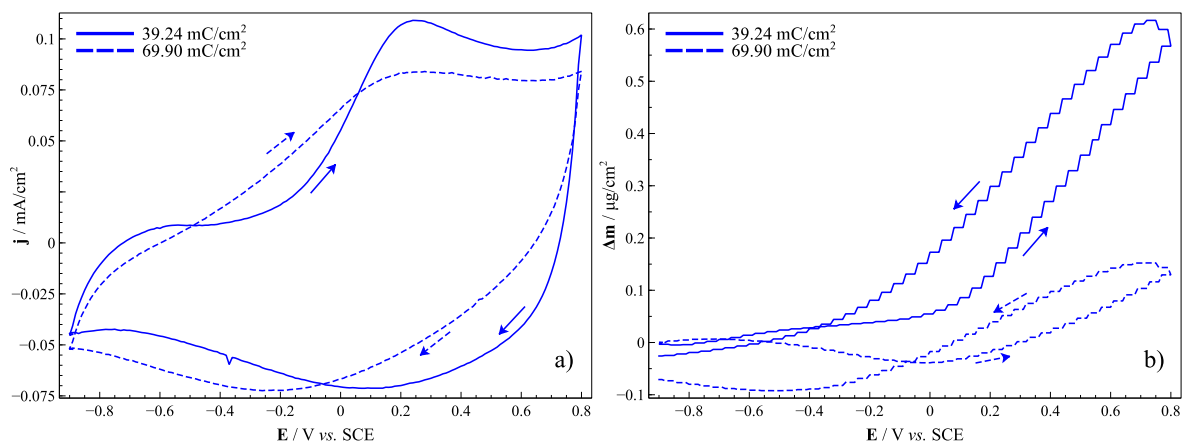 39.24 mC/cm²
69.90 mC/cm²
0.1
0.075
0.05
0.025
0
−0.025
−0.05
−0.075
j / mA/cm²
−0.8 −0.6 −0.4 −0.2 0 0.2 0.4 0.6 0.8
E / V vs. SCE
a)
39.24 mC/cm²
69.90 mC/cm²
0.6
0.5
0.4
0.3
0.2
0.1
0
−0.1
Δm / μg/cm²
−0.8 −0.6 −0.4 −0.2 0 0.2 0.4 0.6 0.8
E / V vs. SCE
b)